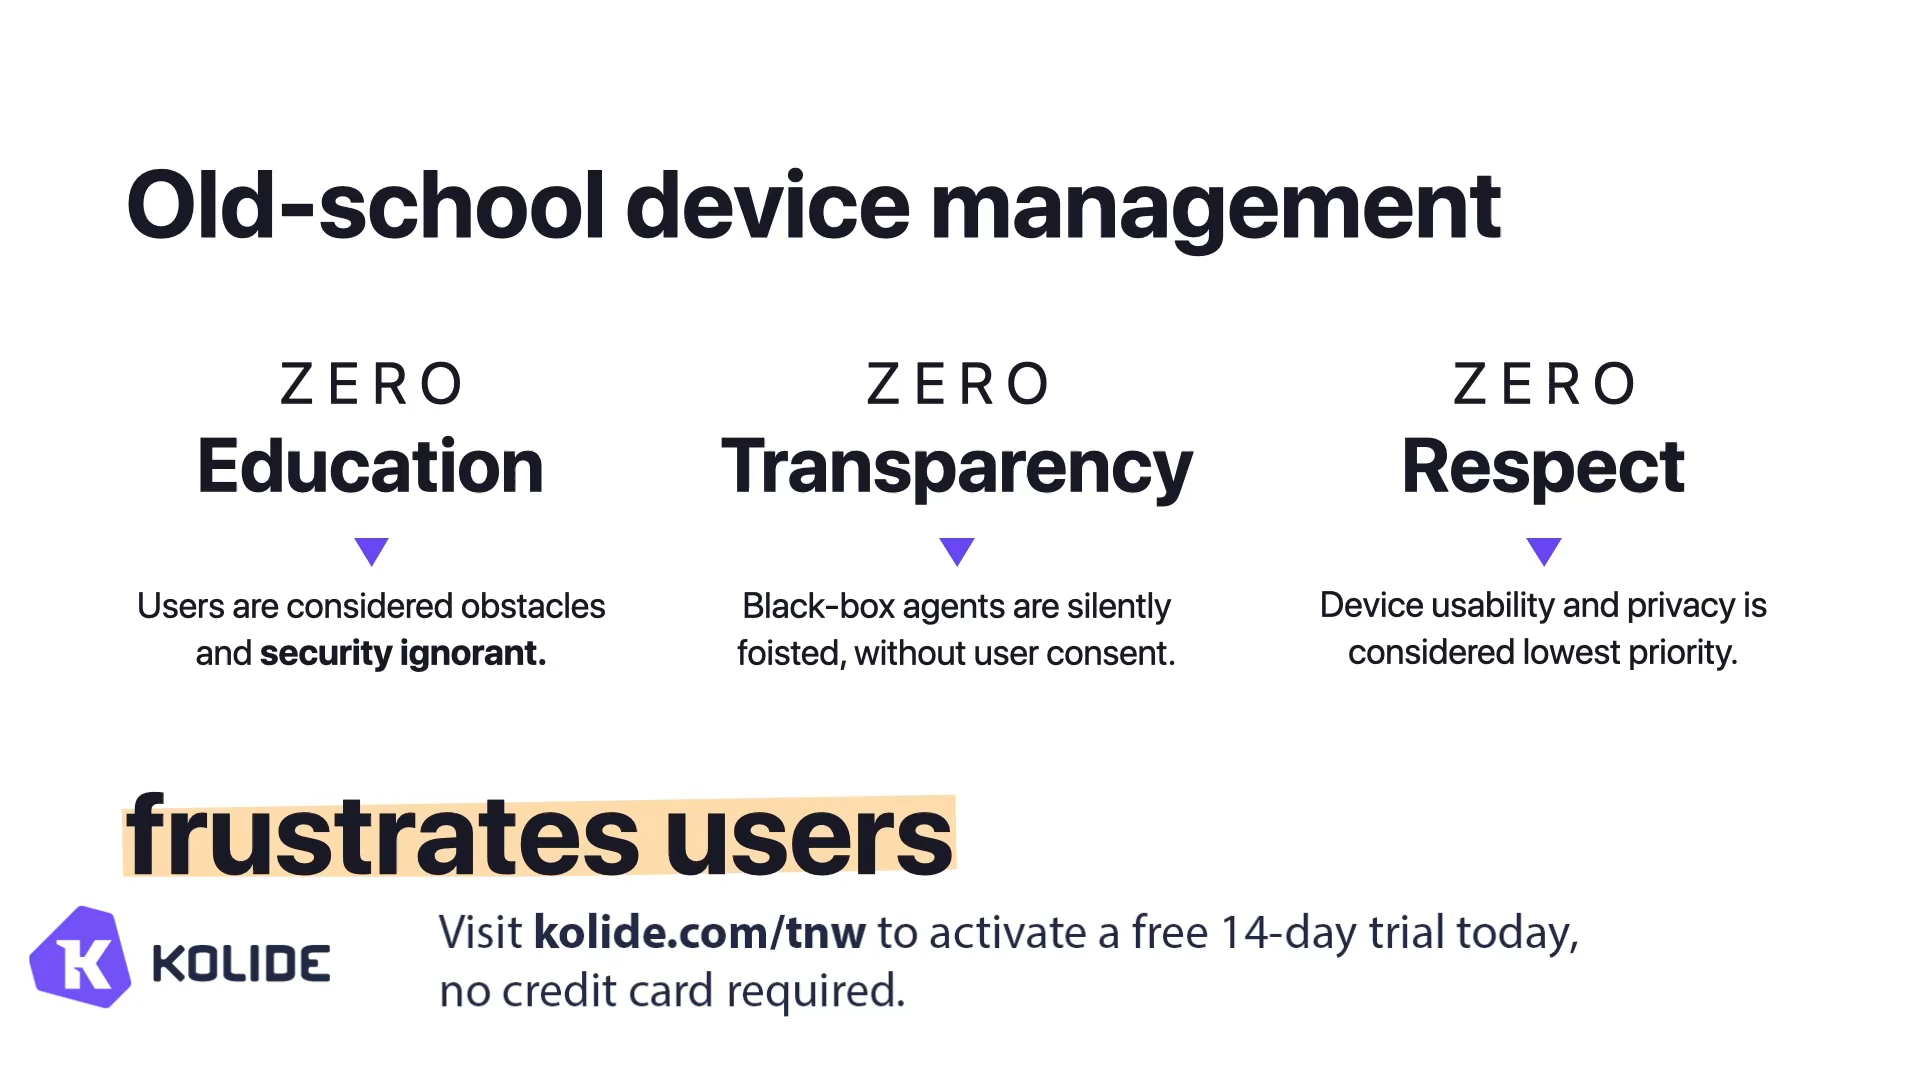 Old-school device management
ZERO
Education
Users are considered obstacles
and security ignorant.
ZERO
Transparency
Black-box agents are silently
foisted, without user consent.
ZERO
Respect
Device usability and privacy is
considered lowest priority.
frustrates users
K KOLIDE
Visit kolide.com/tnw to activate a free 14-day trial today,
no credit card required.